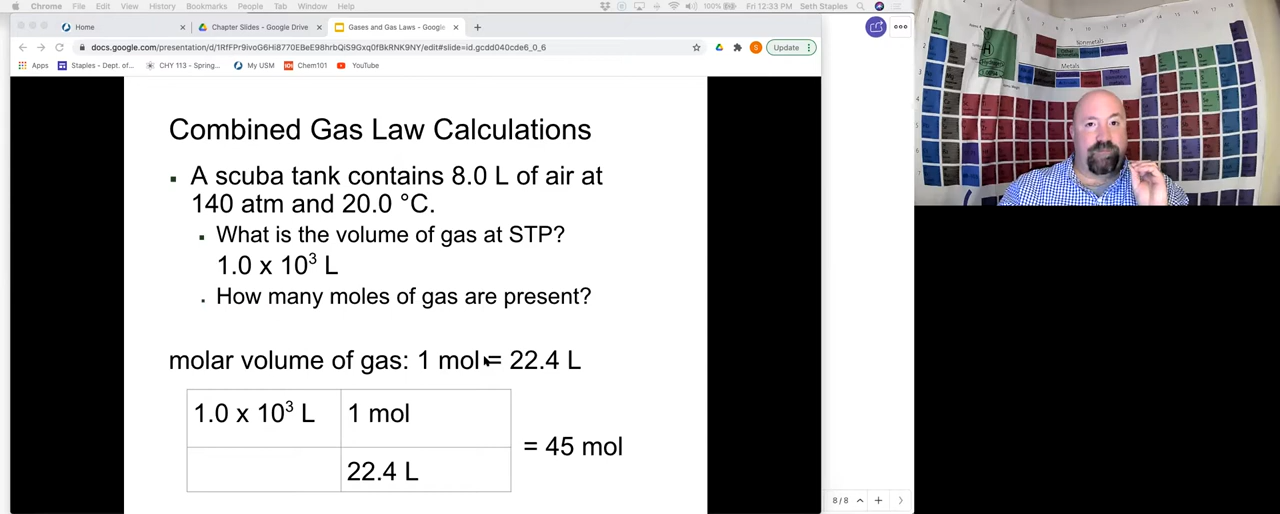 Chrome File Edit View History Bookmarks People Tab Window Help
100% Fri 12:33 PM Seth Staples
Home Chapter Slides - Google Drive Gases and Gas Laws - Google
docs.google.com/presentation/d/1RfFPr9ivoG6Hi8770EBeE98hrbQiS9Gxq0fBkRNK9NY/edit#slide=id.gcdd040cde6_0_6
S Update
Apps Staples - Dept. of... CHY 113 - Spring... My USM Chem101 YouTube
Combined Gas Law Calculations
▪ A scuba tank contains 8.0 L of air at
140 atm and 20.0 °C.
▪ What is the volume of gas at STP?
1.0 x 10³ L
▪ How many moles of gas are present?
molar volume of gas: 1 mol = 22.4 L
1.0 x 10³ L 1 mol
= 45 mol
22.4 L
8/8
Nonmetals
Metals
H